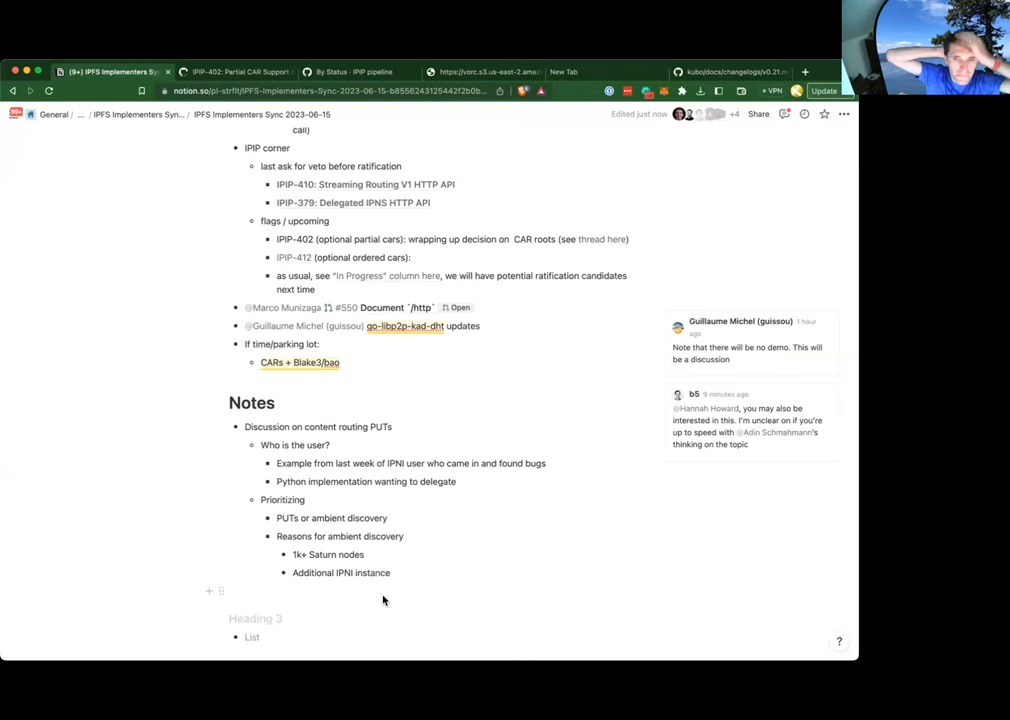 (9+) IPFS Implementers Sy
IPIP-402: Partial CAR Support
By Status · IPIP pipeline
https://vorc.s3.us-east-2.amaz
New Tab
kubo/docs/changelogs/v0.21.m
notion.so/pl-strflt/IPFS-Implementers-Sync-2023-06-15-b8556243125442f2b0b...
VPN
Update
99+
General / ... / IPFS Implementers Syn... / IPFS Implementers Sync 2023-06-15
Edited just now
+4
Share
call)
IPIP corner
last ask for veto before ratification
IPIP-410: Streaming Routing V1 HTTP API
IPIP-379: Delegated IPNS HTTP API
flags / upcoming
IPIP-402 (optional partial cars): wrapping up decision on CAR roots (see thread here)
IPIP-412 (optional ordered cars):
as usual, see "In Progress" column here, we will have potential ratification candidates
next time
@Marco Munizaga #550 Document `/http` Open
@Guillaume Michel (guissou) go-libp2p-kad-dht updates
If time/parking lot:
CARs + Blake3/bao
Guillaume Michel (guissou) 1 hour
ago
Note that there will be no demo. This will
be a discussion
b5 9 minutes ago
@Hannah Howard, you may also be
interested in this. I'm unclear on if you're
up to speed with @Adin Schmahmann's
thinking on the topic
Notes
Discussion on content routing PUTs
Who is the user?
Example from last week of IPNI user who came in and found bugs
Python implementation wanting to delegate
Prioritizing
PUTs or ambient discovery
Reasons for ambient discovery
1k+ Saturn nodes
Additional IPNI instance
Heading 3
List
?